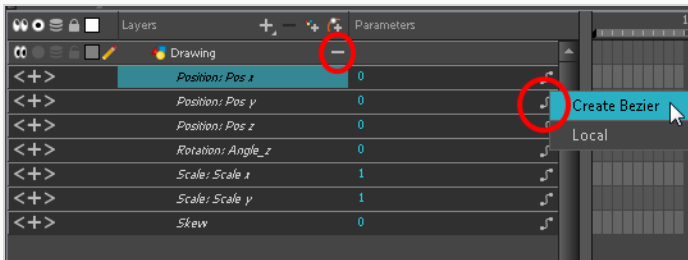 Layers Parameters 1
Drawing
Position: Pos x 0
Position: Pos y 0 Create Bezier
Position: Pos z 0 Local
Rotation: Angle_z 0
Scale: Scale x 1
Scale: Scale y 1
Skew 0